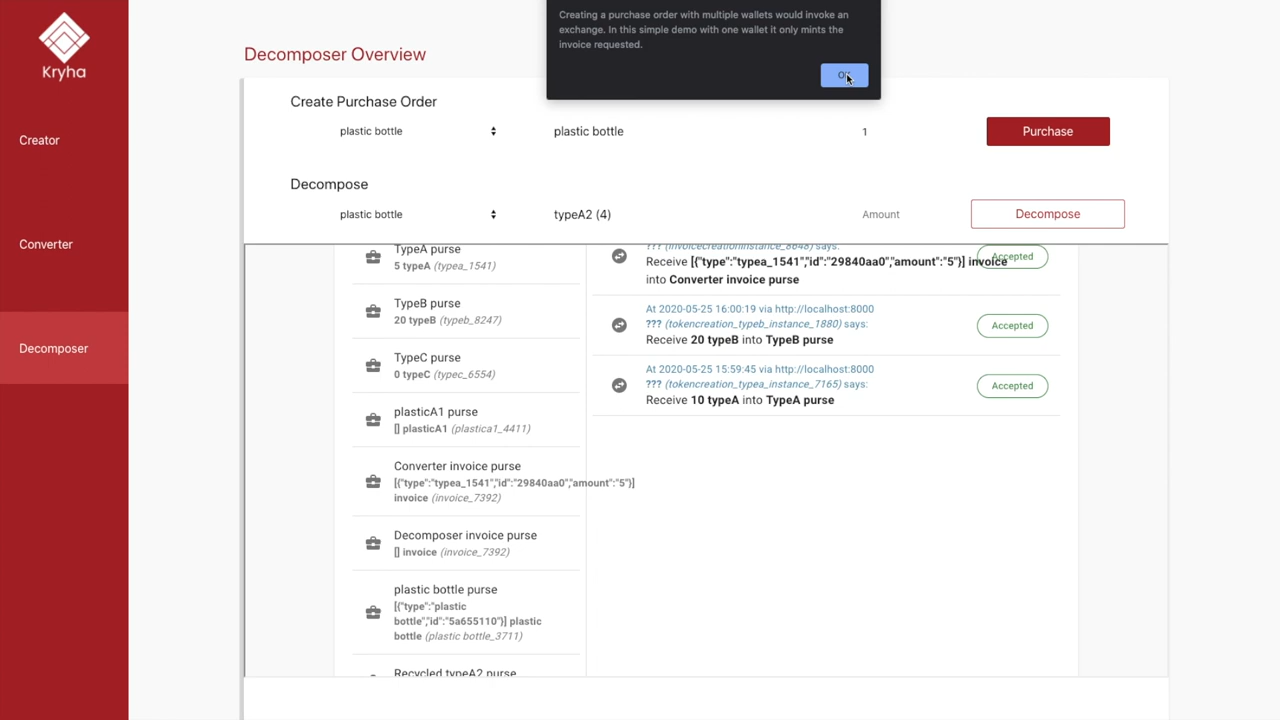 Kryha
Creator
Converter
Decomposer
Creating a purchase order with multiple wallets would invoke an
exchange. In this simple demo with one wallet it only mints the
invoice requested.
OK
Decomposer Overview
Create Purchase Order
plastic bottle
plastic bottle
1
Purchase
Decompose
plastic bottle
typeA2 (4)
Amount
Decompose
TypeA purse
5 typeA (typea_1541)
TypeB purse
20 typeB (typeb_8247)
TypeC purse
0 typeC (typec_6554)
plasticA1 purse
[] plasticA1 (plastica1_4411)
Converter invoice purse
[{"type":"typea_1541","id":"29840aa0","amount":"5"}]
invoice (invoice_7392)
Decomposer invoice purse
[] invoice (invoice_7392)
plastic bottle purse
[{"type":"plastic
bottle","id":"5a655110"}] plastic
bottle (plastic bottle_3711)
Recycled typeA2 purse
??? (invoicecreationinstance_8648) says:
Receive [{"type":"typea_1541","id":"29840aa0","amount":"5"}] invoice
into Converter invoice purse
Accepted
At 2020-05-25 16:00:19 via http://localhost:8000
??? (tokencreation_typeb_instance_1880) says:
Receive 20 typeB into TypeB purse
Accepted
At 2020-05-25 15:59:45 via http://localhost:8000
??? (tokencreation_typea_instance_7165) says:
Receive 10 typeA into TypeA purse
Accepted